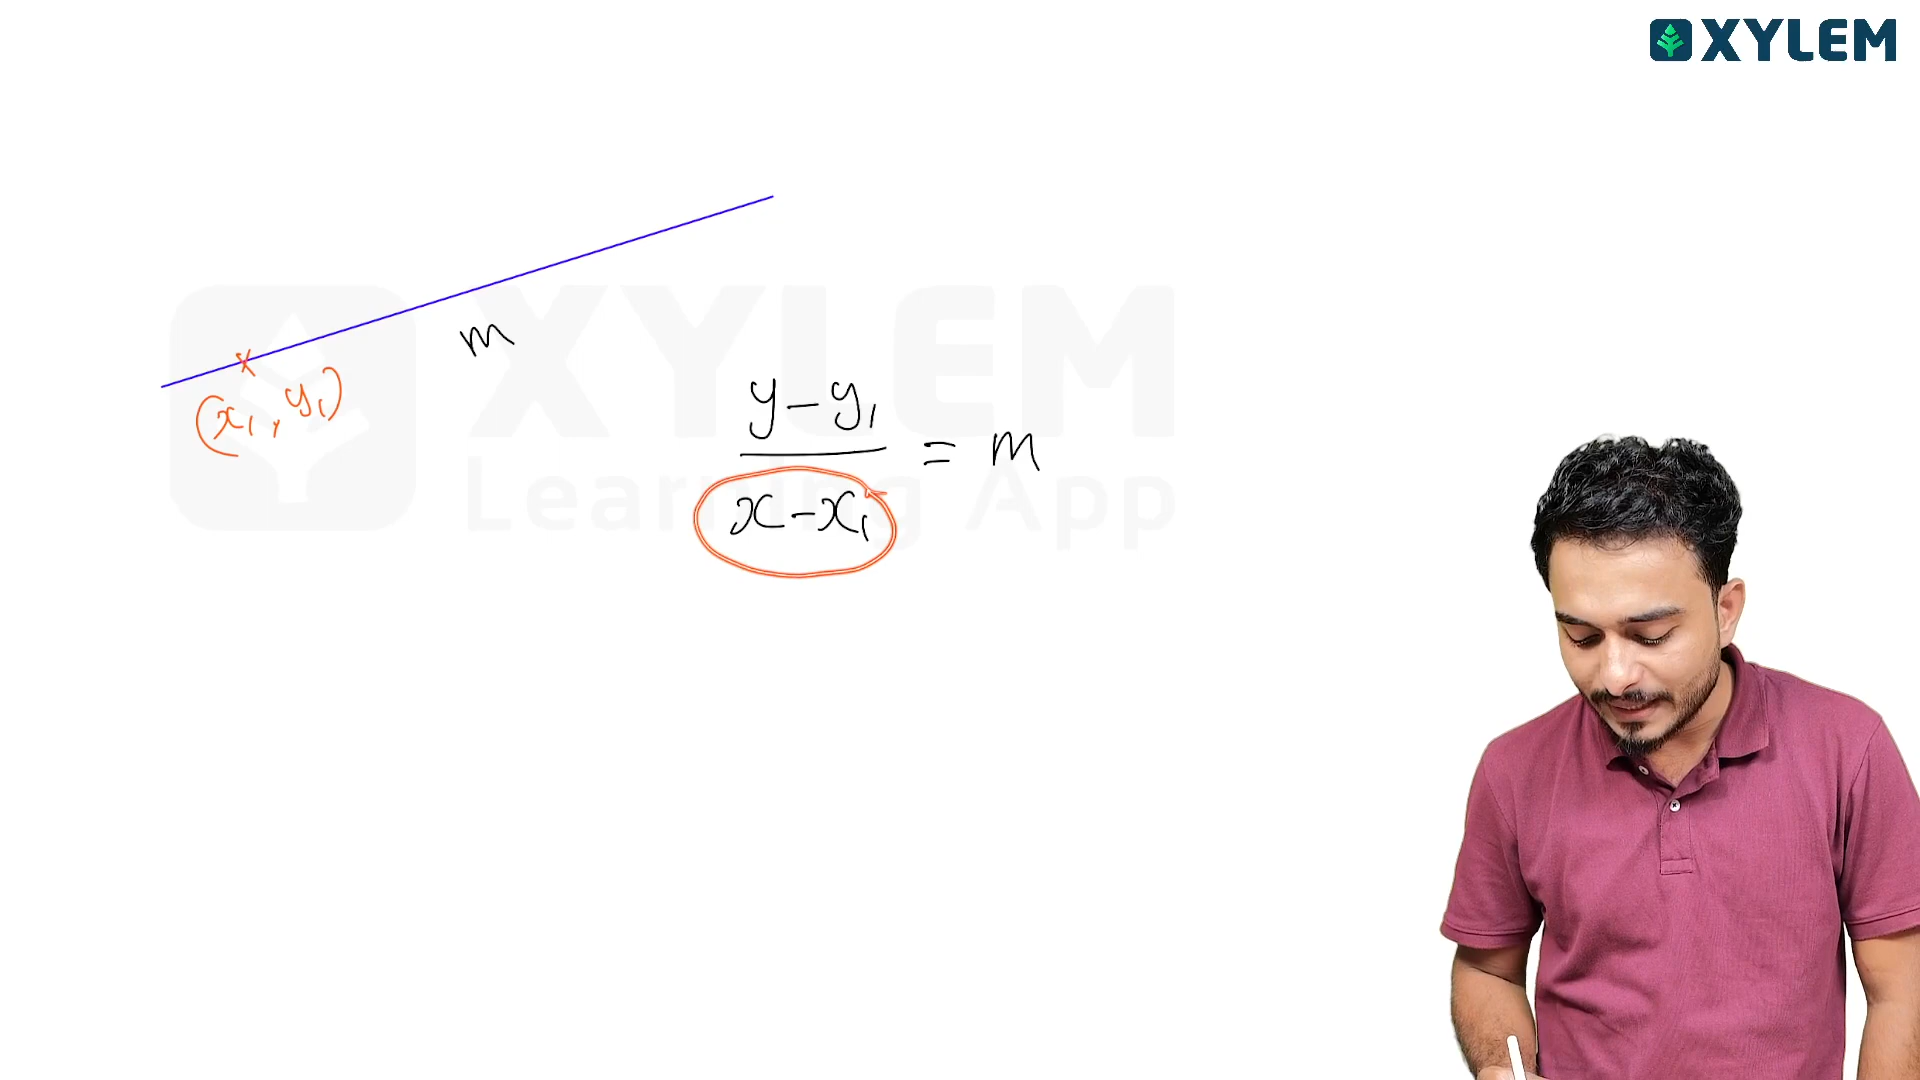 XYLEM
XYLEM
Learning App
m
(x₁, y₁)
y - y₁
x - x₁
= m